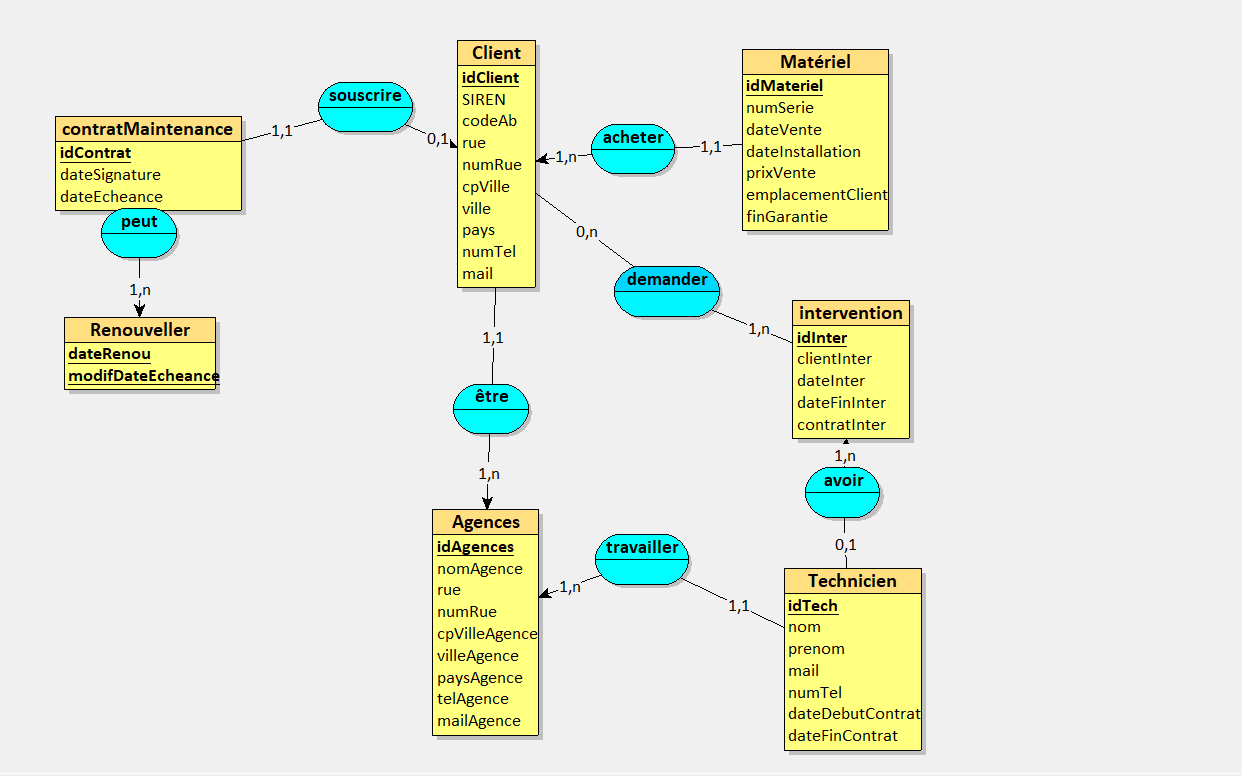 Client
idClient
SIREN
codeAb
rue
numRue
cpVille
ville
pays
numTel
mail
Matériel
idMateriel
numSerie
dateVente
dateInstallation
prixVente
emplacementClient
finGarantie
souscrire
1,1
0,1
acheter
1,n
1,1
contratMaintenance
idContrat
dateSignature
dateEcheance
peut
1,n
Renouveller
dateRenou
modifDateEcheance
0,n
demander
1,n
intervention
idInter
clientInter
dateInter
dateFinInter
contratInter
1,1
être
1,n
1,n
avoir
0,1
Agences
idAgences
nomAgence
rue
numRue
cpVilleAgence
villeAgence
paysAgence
telAgence
mailAgence
travailler
1,n
1,1
Technicien
idTech
nom
prenom
mail
numTel
dateDebutContrat
dateFinContrat